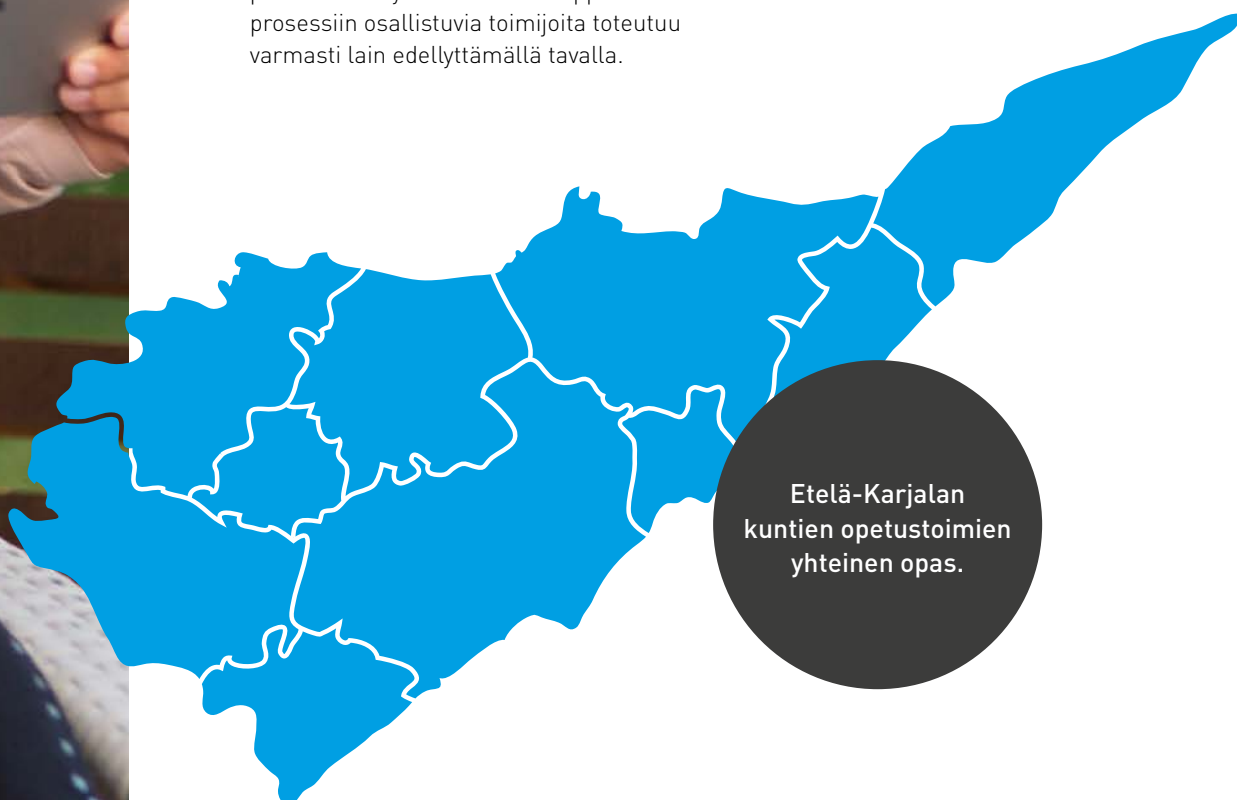 prosessiin osallistuvia toimijoita toteutuu
varmasti lain edellyttämällä tavalla.
Etelä-Karjalan
kuntien opetustoimien
yhteinen opas.